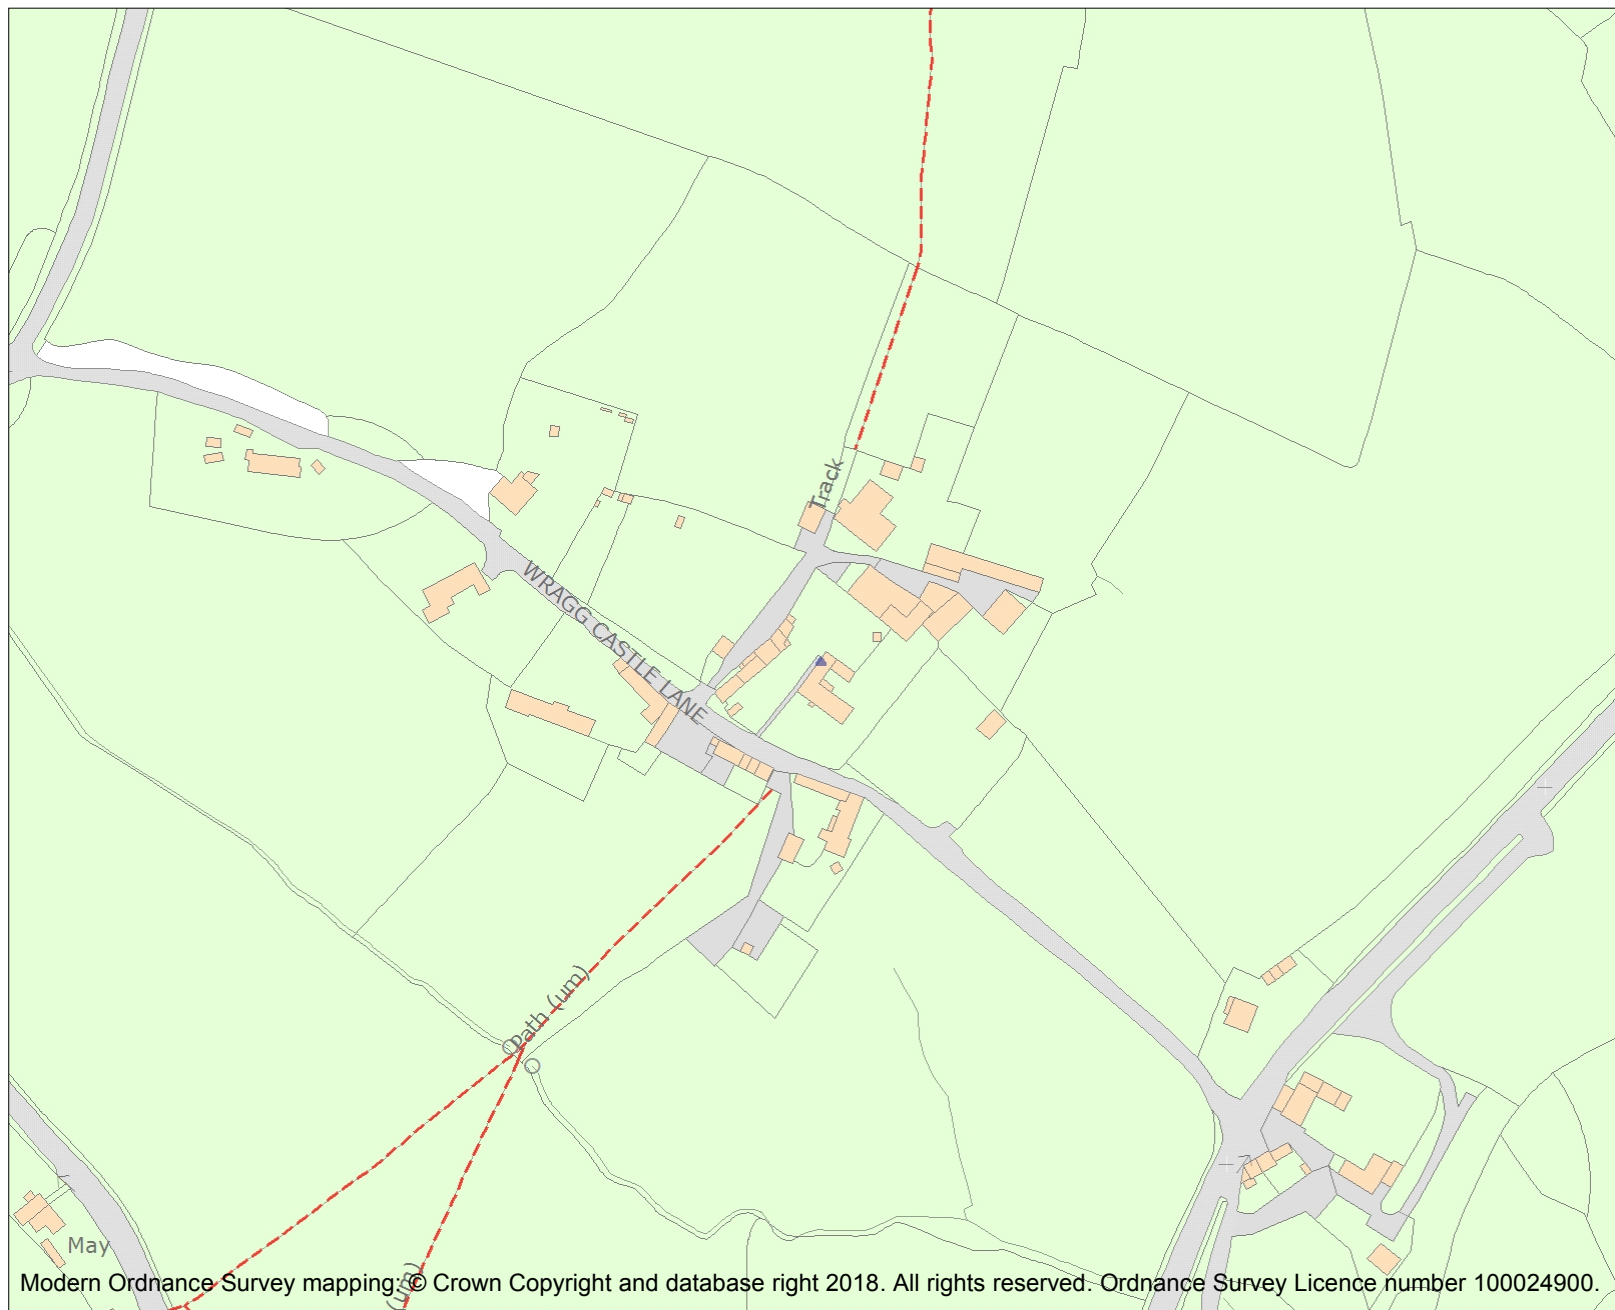 Track
WRAGG CASTLE LANE
Path (um)
May
(um)
Modern Ordnance Survey mapping: © Crown Copyright and database right 2018. All rights reserved. Ordnance Survey Licence number 100024900.